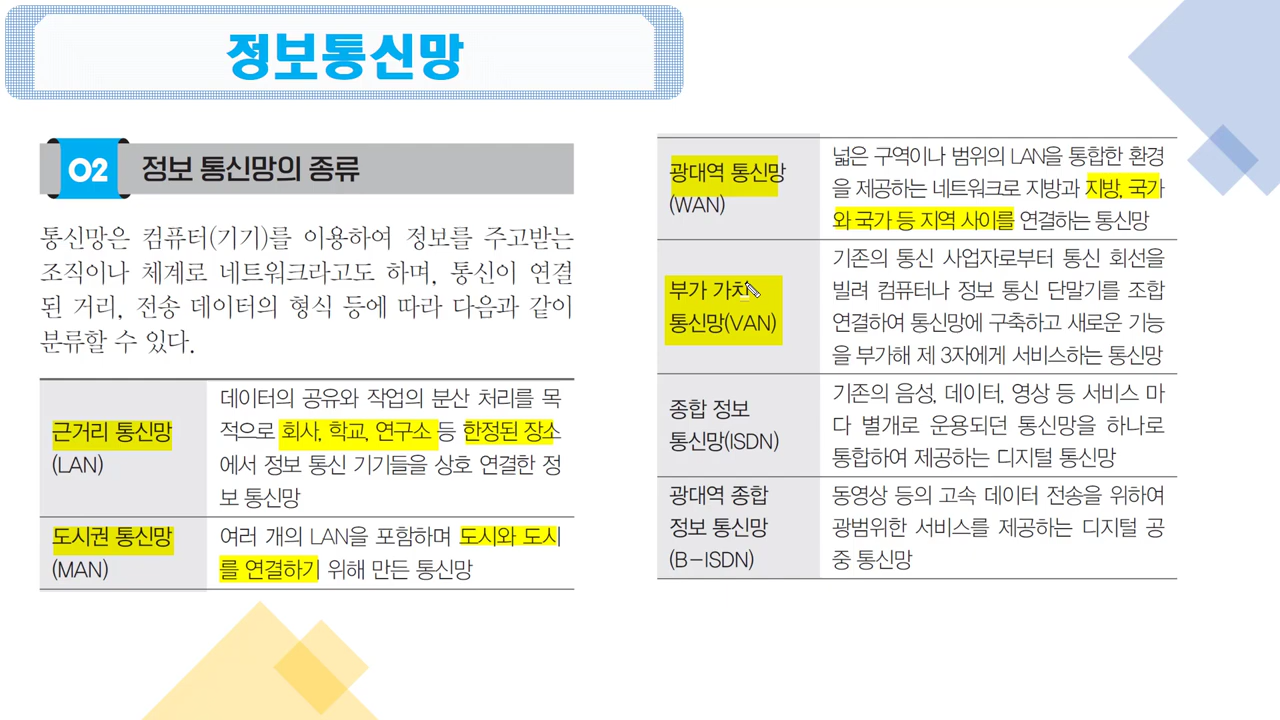 정보통신망
02 정보 통신망의 종류
통신망은 컴퓨터(기기)를 이용하여 정보를 주고받는
조직이나 체계로 네트워크라고도 하며, 통신이 연결
된 거리, 전송 데이터의 형식 등에 따라 다음과 같이
분류할 수 있다.
근거리 통신망
(LAN)
데이터의 공유와 작업의 분산 처리를 목
적으로 회사, 학교, 연구소 등 한정된 장소
에서 정보 통신 기기들을 상호 연결한 정
보 통신망
도시권 통신망
(MAN)
여러 개의 LAN을 포함하며 도시와 도시
를 연결하기 위해 만든 통신망
광대역 통신망
(WAN)
넓은 구역이나 범위의 LAN을 통합한 환경
을 제공하는 네트워크로 지방과 지방, 국가
와 국가 등 지역 사이를 연결하는 통신망
부가 가치
통신망(VAN)
기존의 통신 사업자로부터 통신 회선을
빌려 컴퓨터나 정보 통신 단말기를 조합
연결하여 통신망에 구축하고 새로운 기능
을 부가해 제 3자에게 서비스하는 통신망
종합 정보
통신망(ISDN)
기존의 음성, 데이터, 영상 등 서비스 마
다 별개로 운용되던 통신망을 하나로
통합하여 제공하는 디지털 통신망
광대역 종합
정보 통신망
(B-ISDN)
동영상 등의 고속 데이터 전송을 위하여
광범위한 서비스를 제공하는 디지털 공
중 통신망